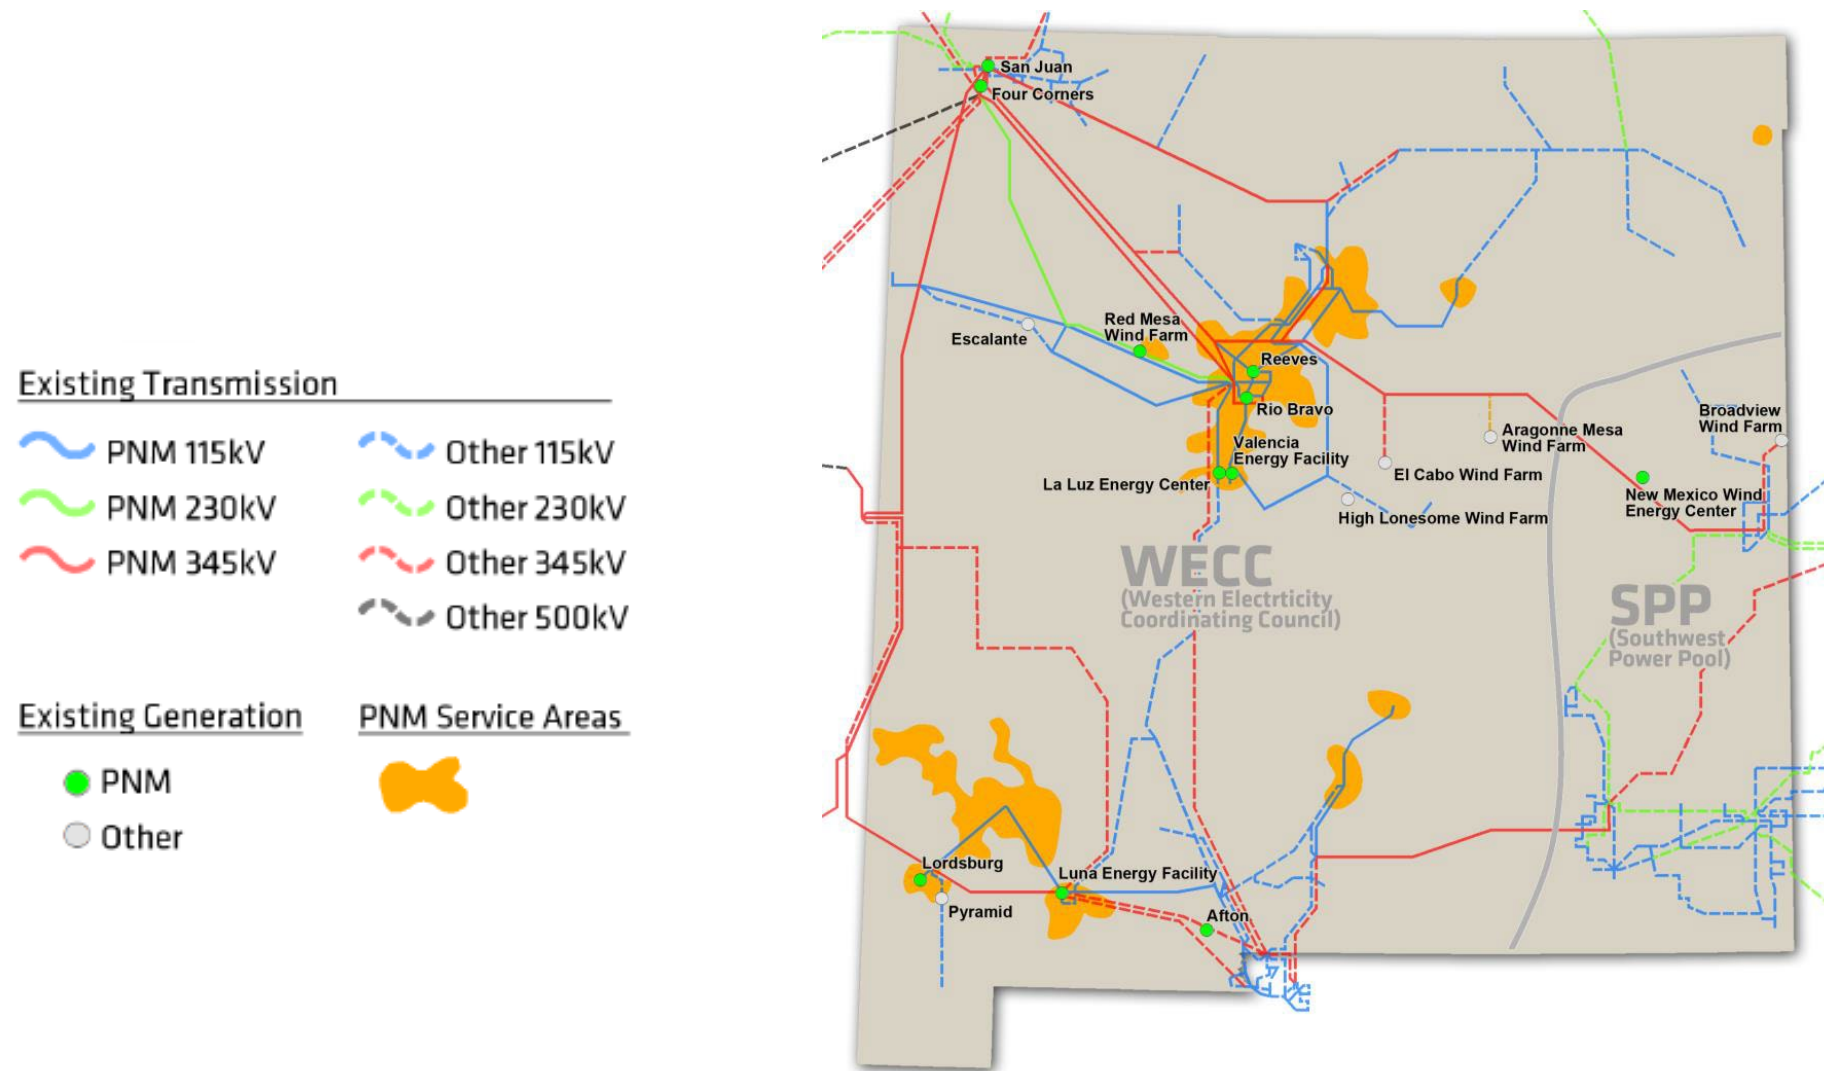 Existing Transmission
PNM 115kV
Other 115kV
PNM 230kV
Other 230kV
PNM 345kV
Other 345kV
Other 500kV
Existing Generation
PNM Service Areas
PNM
Other
San Juan
Four Corners
Red Mesa
Wind Farm
Escalante
Reeves
Rio Bravo
Valencia
Energy Facility
La Luz Energy Center
Aragonne Mesa
Wind Farm
Broadview
Wind Farm
El Cabo Wind Farm
High Lonesome Wind Farm
New Mexico Wind
Energy Center
WECC
(Western Electrticity
Coordinating Council)
SPP
(Southwest
Power Pool)
Lordsburg
Pyramid
Luna Energy Facility
Afton